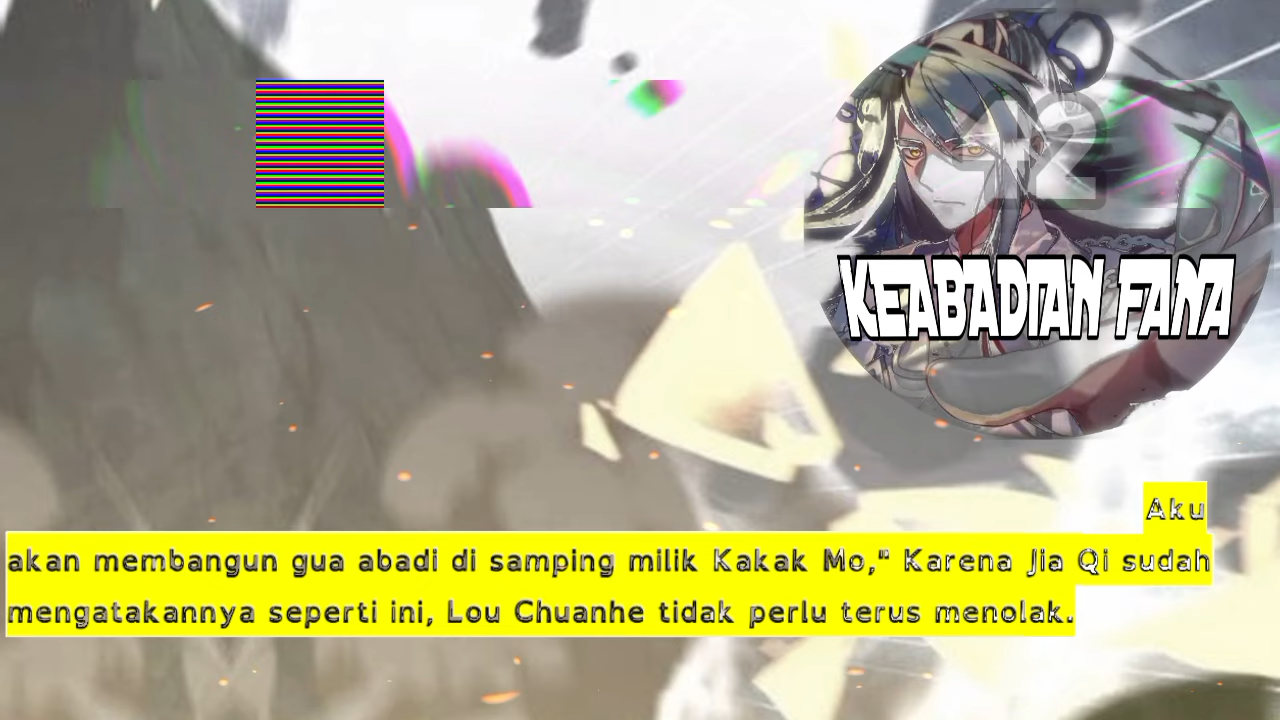 42
KEABADIAN FANA
Aku
akan membangun gua abadi di samping milik Kakak Mo," Karena Jia Qi sudah
mengatakannya seperti ini, Lou Chuanhe tidak perlu terus menolak.